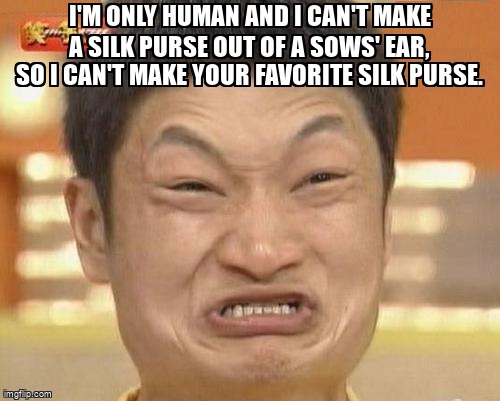 I'M ONLY HUMAN AND I CAN'T MAKE
A SILK PURSE OUT OF A SOWS' EAR,
SO I CAN'T MAKE YOUR FAVORITE SILK PURSE.
imgflip.com